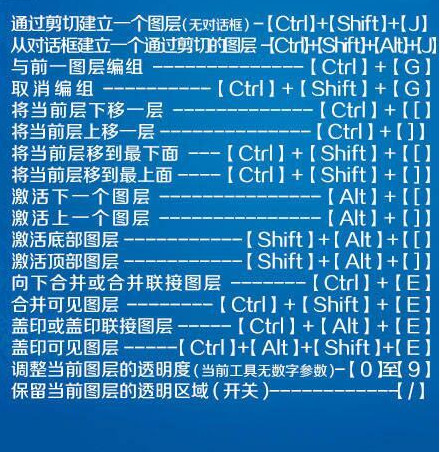 通过剪切建立一个图层(无对话框)-【Ctrl】+【Shift】+【J】
从对话框建立一个通过剪切的图层-【Ctrl】+【Shift】+【Alt】+【J】
与前一图层编组---------------【Ctrl】+【G】
取消编组----------【Ctrl】+【Shift】+【G】
将当前层下移一层-------------【Ctrl】+【[】
将当前层上移一层-------------【Ctrl】+【]】
将当前层移到最下面---【Ctrl】+【Shift】+【[】
将当前层移到最上面----【Ctrl】+【Shift】+【]】
激活下一个图层---------------【Alt】+【[】
激活上一个图层---------------【Alt】+【]】
激活底部图层-----------【Shift】+【Alt】+【[】
激活顶部图层-----------【Shift】+【Alt】+【]】
向下合并或合并联接图层-------【Ctrl】+【E】
合并可见图层--------【Ctrl】+【Shift】+【E】
盖印或盖印联接图层-----【Ctrl】+【Alt】+【E】
盖印可见图层-----【Ctrl】+【Alt】+【Shift】+【E】
调整当前图层的透明度(当前工具无数字参数)-【0】至【9】
保留当前图层的透明区域(开关)------------【/】